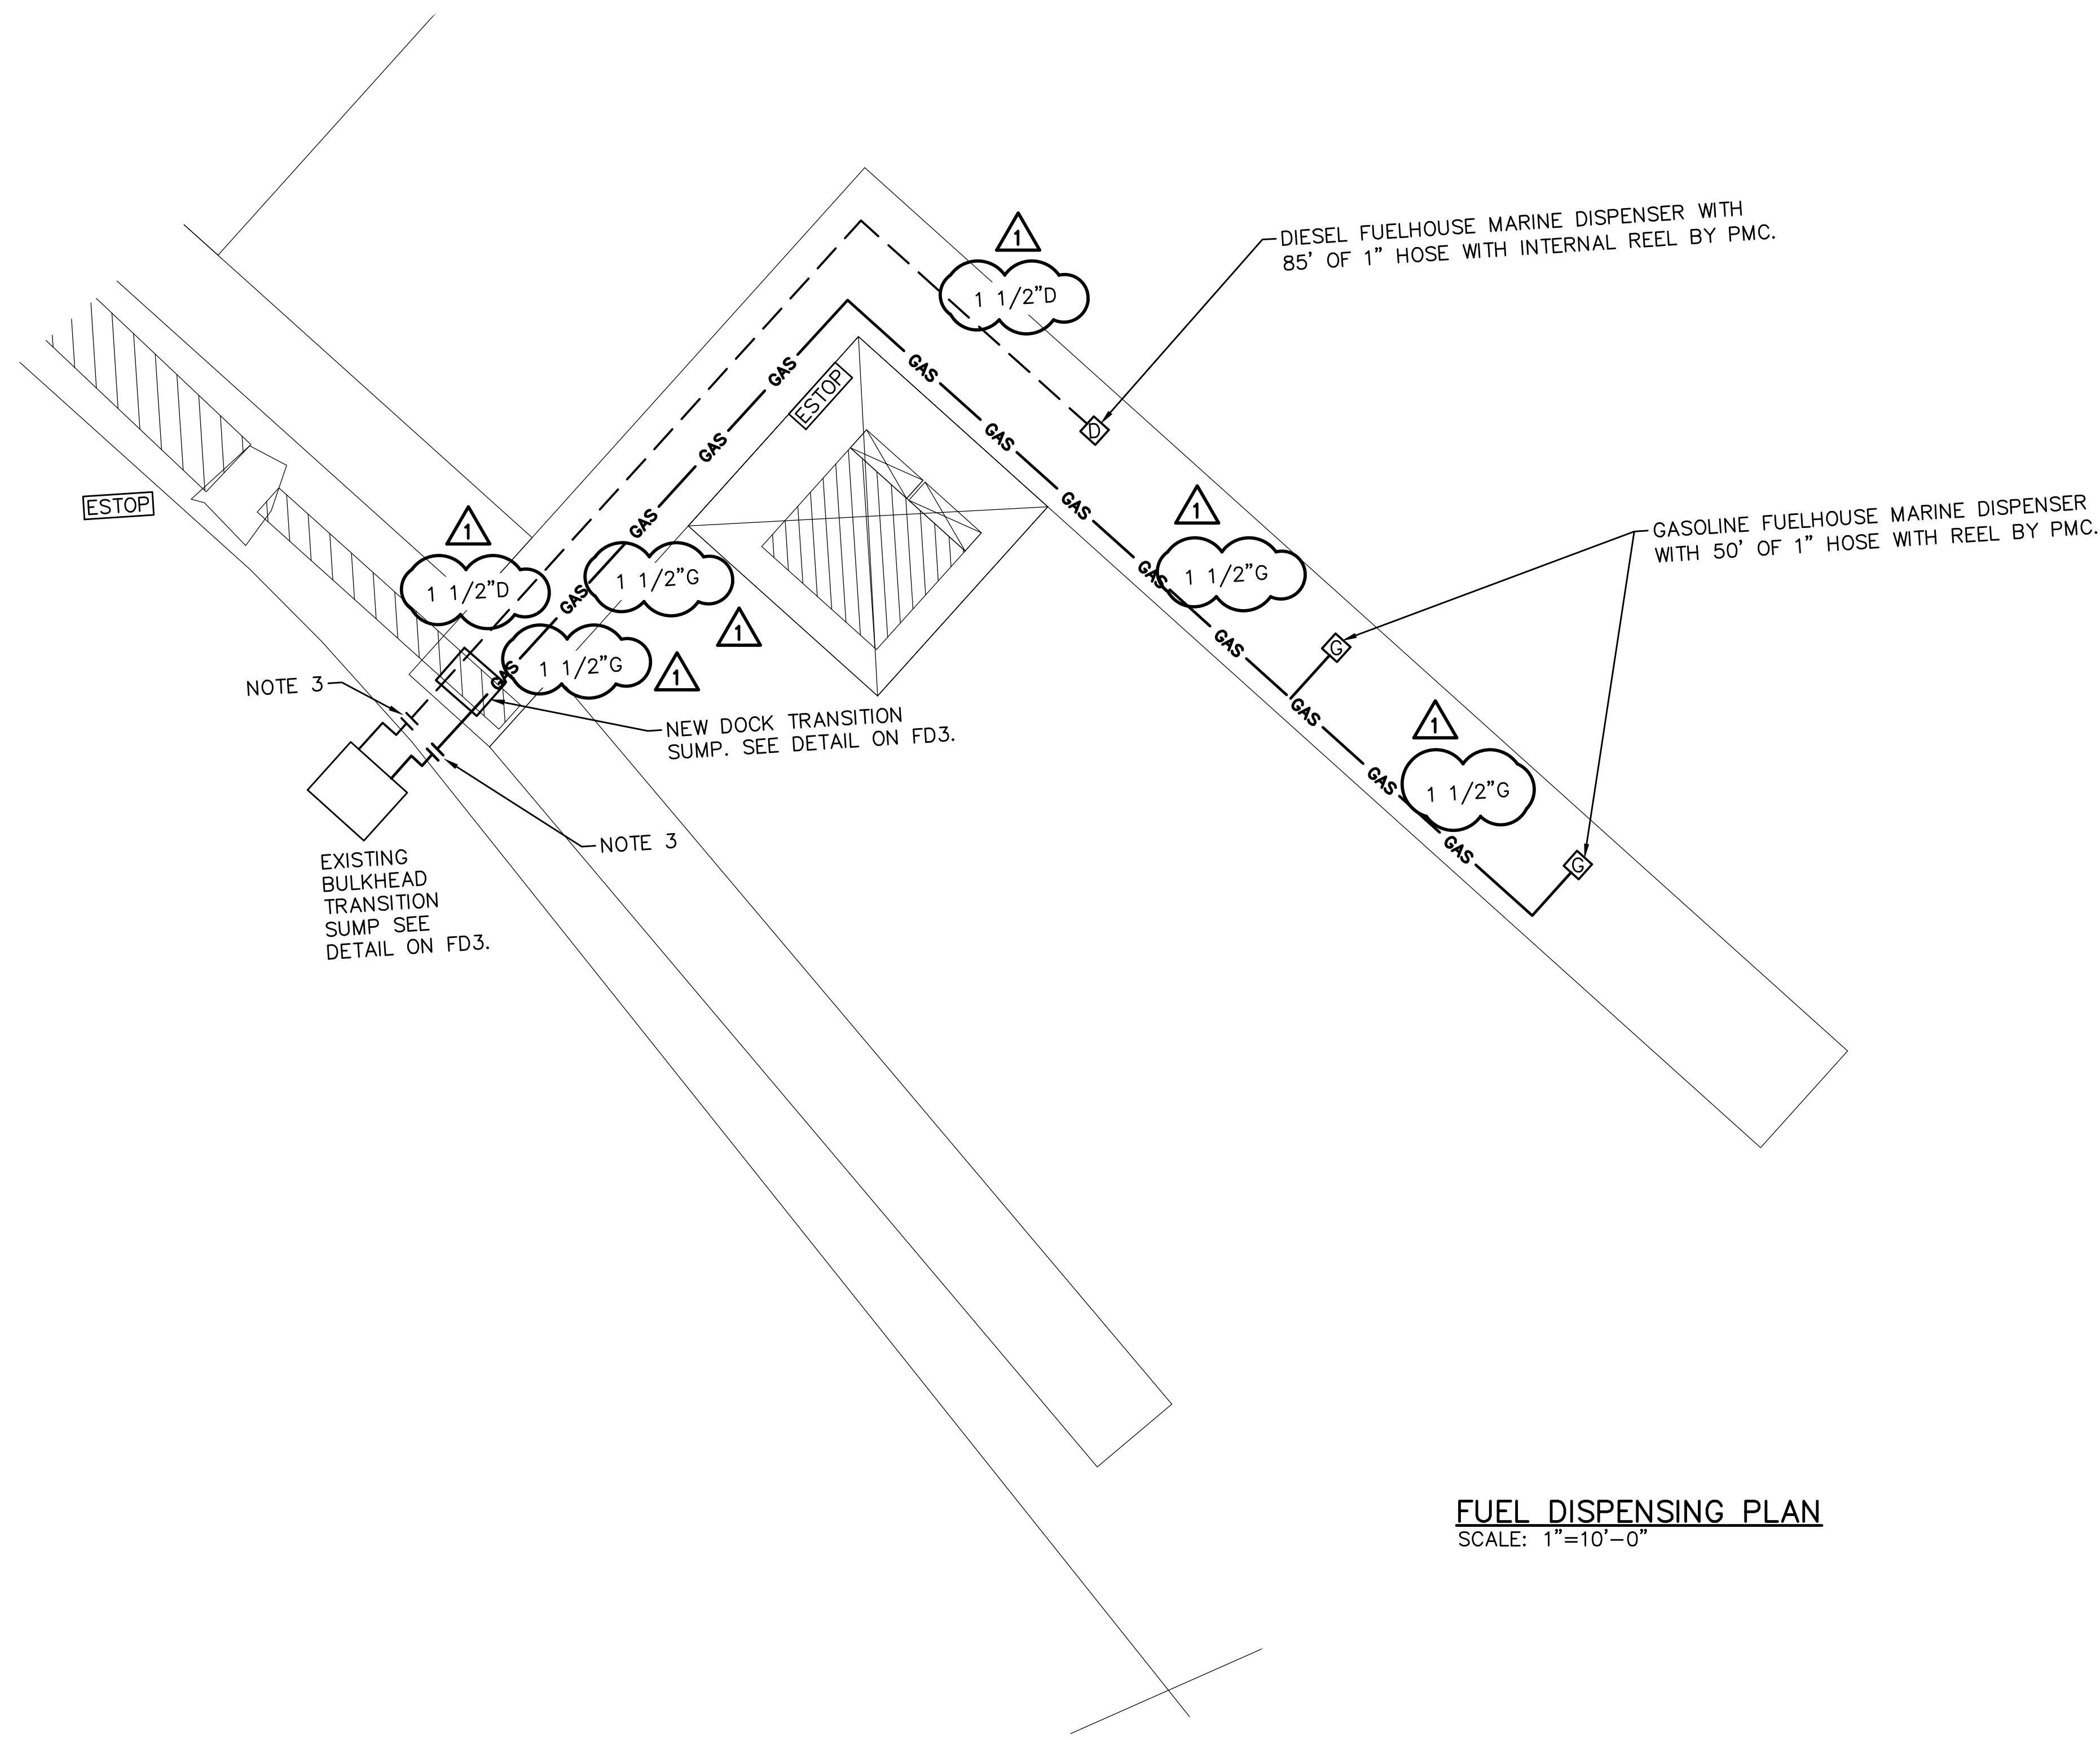 1
1 1/2"D
DIESEL FUELHOUSE MARINE DISPENSER WITH
85' OF 1" HOSE WITH INTERNAL REEL BY PMC.
D
GAS
GAS
GAS
GAS
GAS
GAS
GAS
GAS
GAS
GAS
GAS
GAS
GAS
ESTOP
ESTOP
1
1 1/2"D
1 1/2"G
1
1 1/2"G
1
1
1 1/2"G
GASOLINE FUELHOUSE MARINE DISPENSER
WITH 50' OF 1" HOSE WITH REEL BY PMC.
G
1
1 1/2"G
G
NOTE 3
NEW DOCK TRANSITION
SUMP. SEE DETAIL ON FD3.
NOTE 3
EXISTING
BULKHEAD
TRANSITION
SUMP SEE
DETAIL ON FD3.
FUEL DISPENSING PLAN
SCALE: 1"=10'-0"